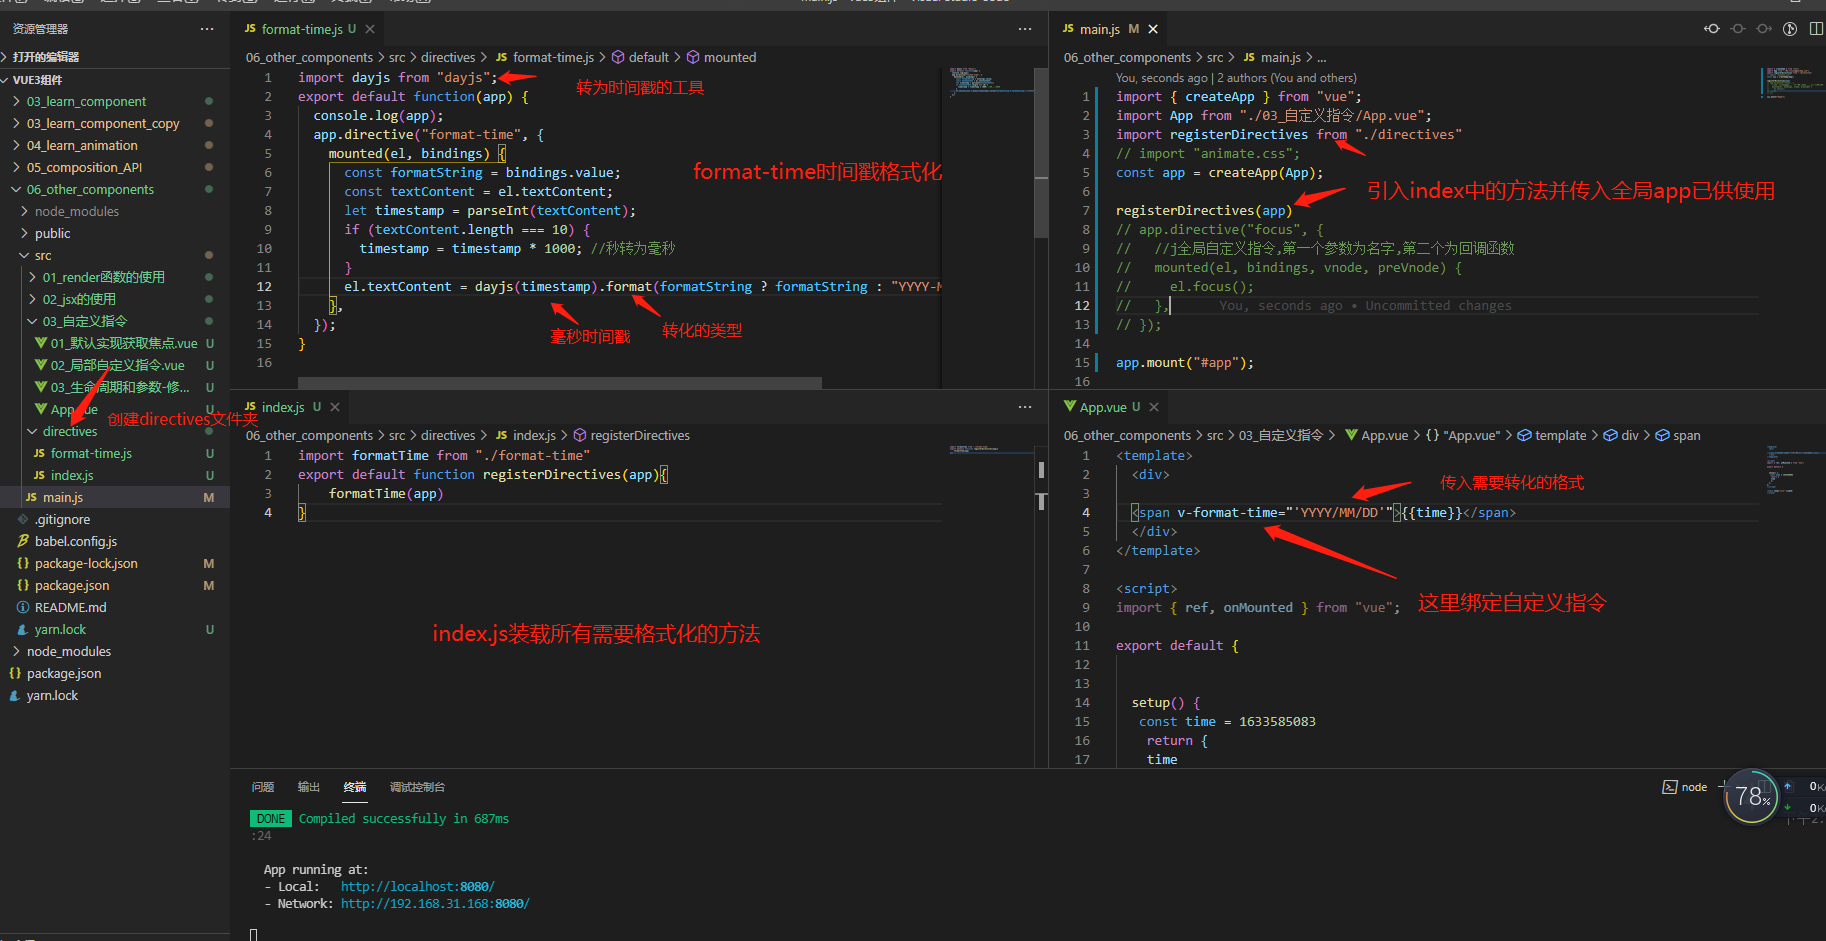 资源管理器
打开的编辑器
VUE3组件
03_learn_component
03_learn_component_copy
04_learn_animation
05_composition_API
06_other_components
node_modules
public
src
01_render函数的使用
02_jsx的使用
03_自定义指令
01_默认实现获取焦点.vue U
02_局部自定义指令.vue U
03_生命周期和参数-修... U
App.vue U
创建directives文件夹
directives
format-time.js U
index.js U
main.js M
.gitignore
babel.config.js
package-lock.json M
package.json M
README.md
yarn.lock U
node_modules
package.json
yarn.lock
format-time.js U
06_other_components > src > directives > format-time.js > default > mounted
1 import dayjs from "dayjs";
转为时间戳的工具
2 export default function(app) {
3 console.log(app);
4 app.directive("format-time", {
5 mounted(el, bindings) {
6 const formatString = bindings.value;
format-time时间戳格式化
7 const textContent = el.textContent;
8 let timestamp = parseInt(textContent);
9 if (textContent.length === 10) {
10 timestamp = timestamp * 1000; //秒转为毫秒
11 }
12 el.textContent = dayjs(timestamp).format(formatString ? formatString : "YYYY-M
13 },
毫秒时间戳
转化的类型
14 });
15 }
16
main.js M
06_other_components > src > main.js > ...
You, seconds ago | 2 authors (You and others)
1 import { createApp } from "vue";
2 import App from "./03_自定义指令/App.vue";
3 import registerDirectives from "./directives"
4 // import "animate.css";
5 const app = createApp(App);
6
引入index中的方法并传入全局app已供使用
7 registerDirectives(app)
8 // app.directive("focus", {
9 // //j全局自定义指令,第一个参数为名字,第二个为回调函数
10 // mounted(el, bindings, vnode, preVnode) {
11 // el.focus();
12 // }, You, seconds ago • Uncommitted changes
13 // });
14
15 app.mount("#app");
16
index.js U
06_other_components > src > directives > index.js > registerDirectives
1 import formatTime from "./format-time"
2 export default function registerDirectives(app){
3 formatTime(app)
4 }
index.js装载所有需要格式化的方法
App.vue U
06_other_components > src > 03_自定义指令 > App.vue > {} "App.vue" > template > div > span
1 <template>
2 <div>
3
传入需要转化的格式
4 <span v-format-time="'YYYY/MM/DD'">{{time}}</span>
5 </div>
6 </template>
7
8 <script>
9 import { ref, onMounted } from "vue";
这里绑定自定义指令
10
11 export default {
12
13
14 setup() {
15 const time = 1633585083
16 return {
17 time
问题 输出 终端 调试控制台
node
78%
DONE Compiled successfully in 687ms
:24
App running at:
- Local: http://localhost:8080/
- Network: http://192.168.31.168:8080/